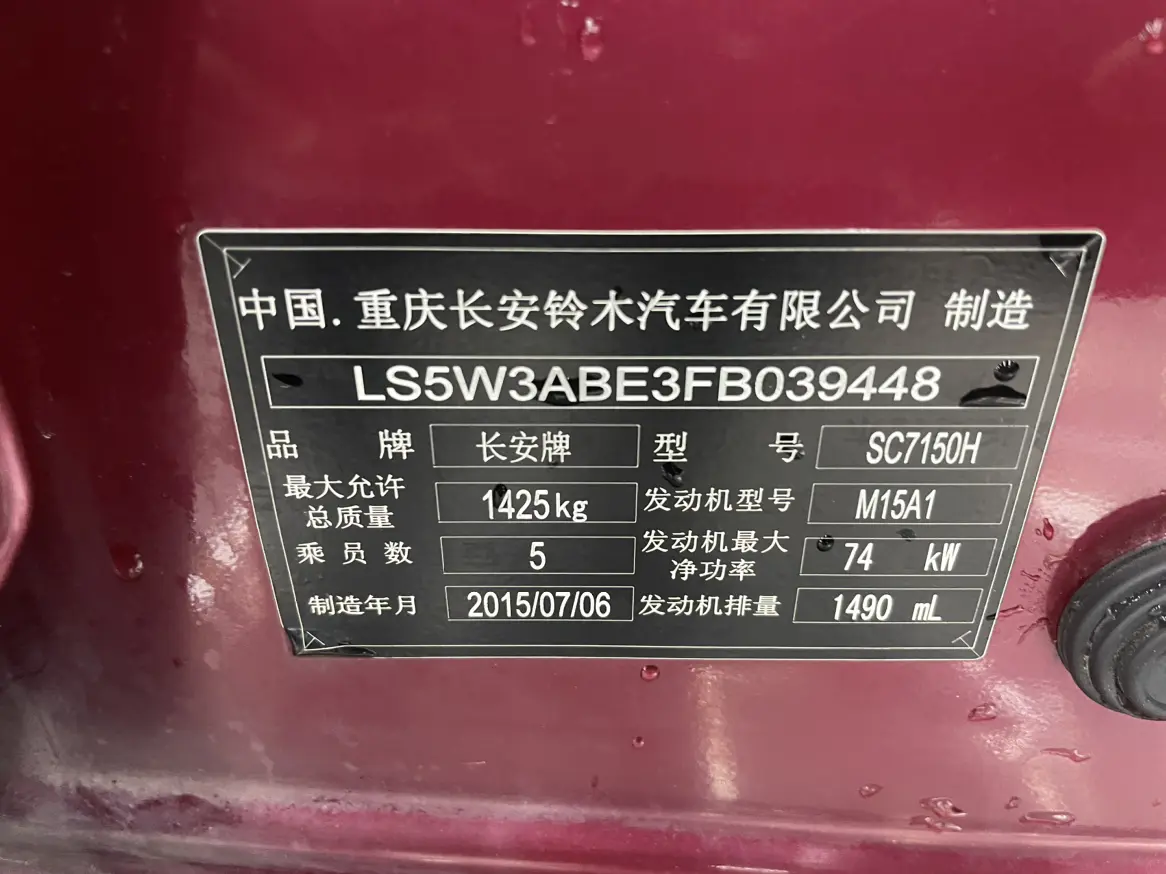 中国.重庆长安铃木汽车有限公司 制造
LS5W3ABE3FB039448
品牌 长安牌 型号 SC7150H
最大允许总质量 1425kg 发动机型号 M15A1
乘员数 5 发动机最大净功率 74 kW
制造年月 2015/07/06 发动机排量 1490 mL